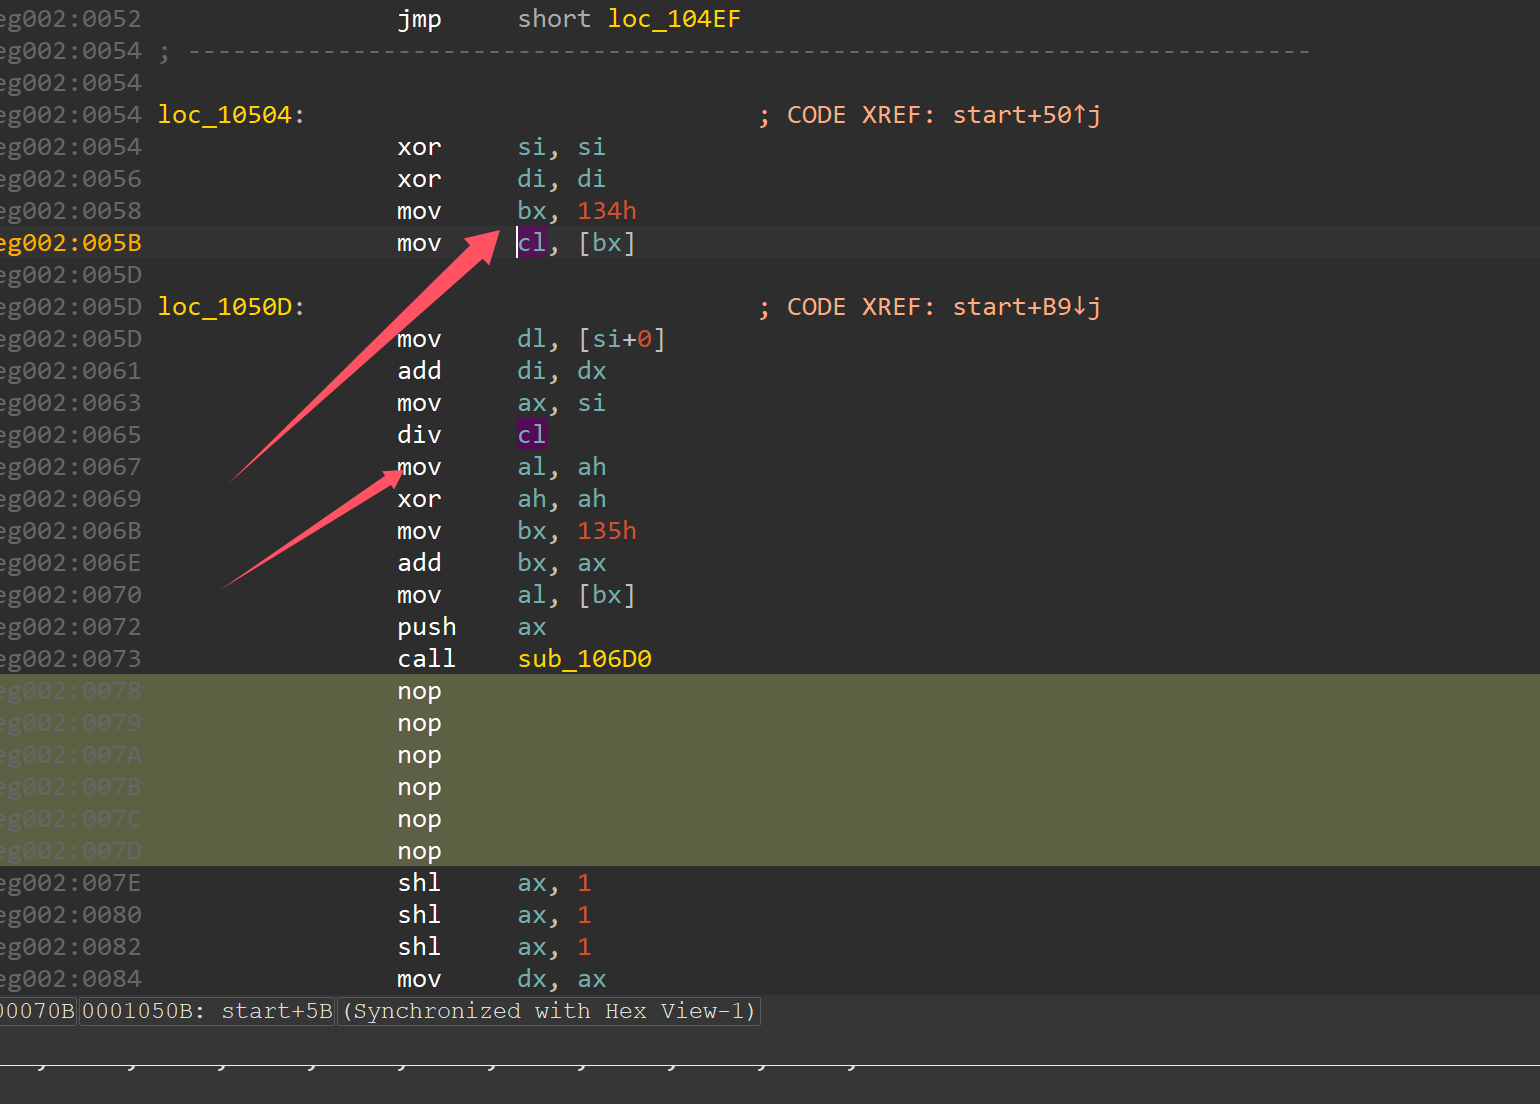 eg002:0052 jmp short loc_104EF
eg002:0054 ; ---------------------------------------------------------------------------
eg002:0054
eg002:0054 loc_10504: ; CODE XREF: start+50↑j
eg002:0054 xor si, si
eg002:0056 xor di, di
eg002:0058 mov bx, 134h
eg002:005B mov cl, [bx]
eg002:005D
eg002:005D loc_1050D: ; CODE XREF: start+B9↓j
eg002:005D mov dl, [si+0]
eg002:0061 add di, dx
eg002:0063 mov ax, si
eg002:0065 div cl
eg002:0067 mov al, ah
eg002:0069 xor ah, ah
eg002:006B mov bx, 135h
eg002:006E add bx, ax
eg002:0070 mov al, [bx]
eg002:0072 push ax
eg002:0073 call sub_106D0
eg002:0078 nop
eg002:0079 nop
eg002:007A nop
eg002:007B nop
eg002:007C nop
eg002:007D nop
eg002:007E shl ax, 1
eg002:0080 shl ax, 1
eg002:0082 shl ax, 1
eg002:0084 mov dx, ax
00070B 0001050B: start+5B (Synchronized with Hex View-1)